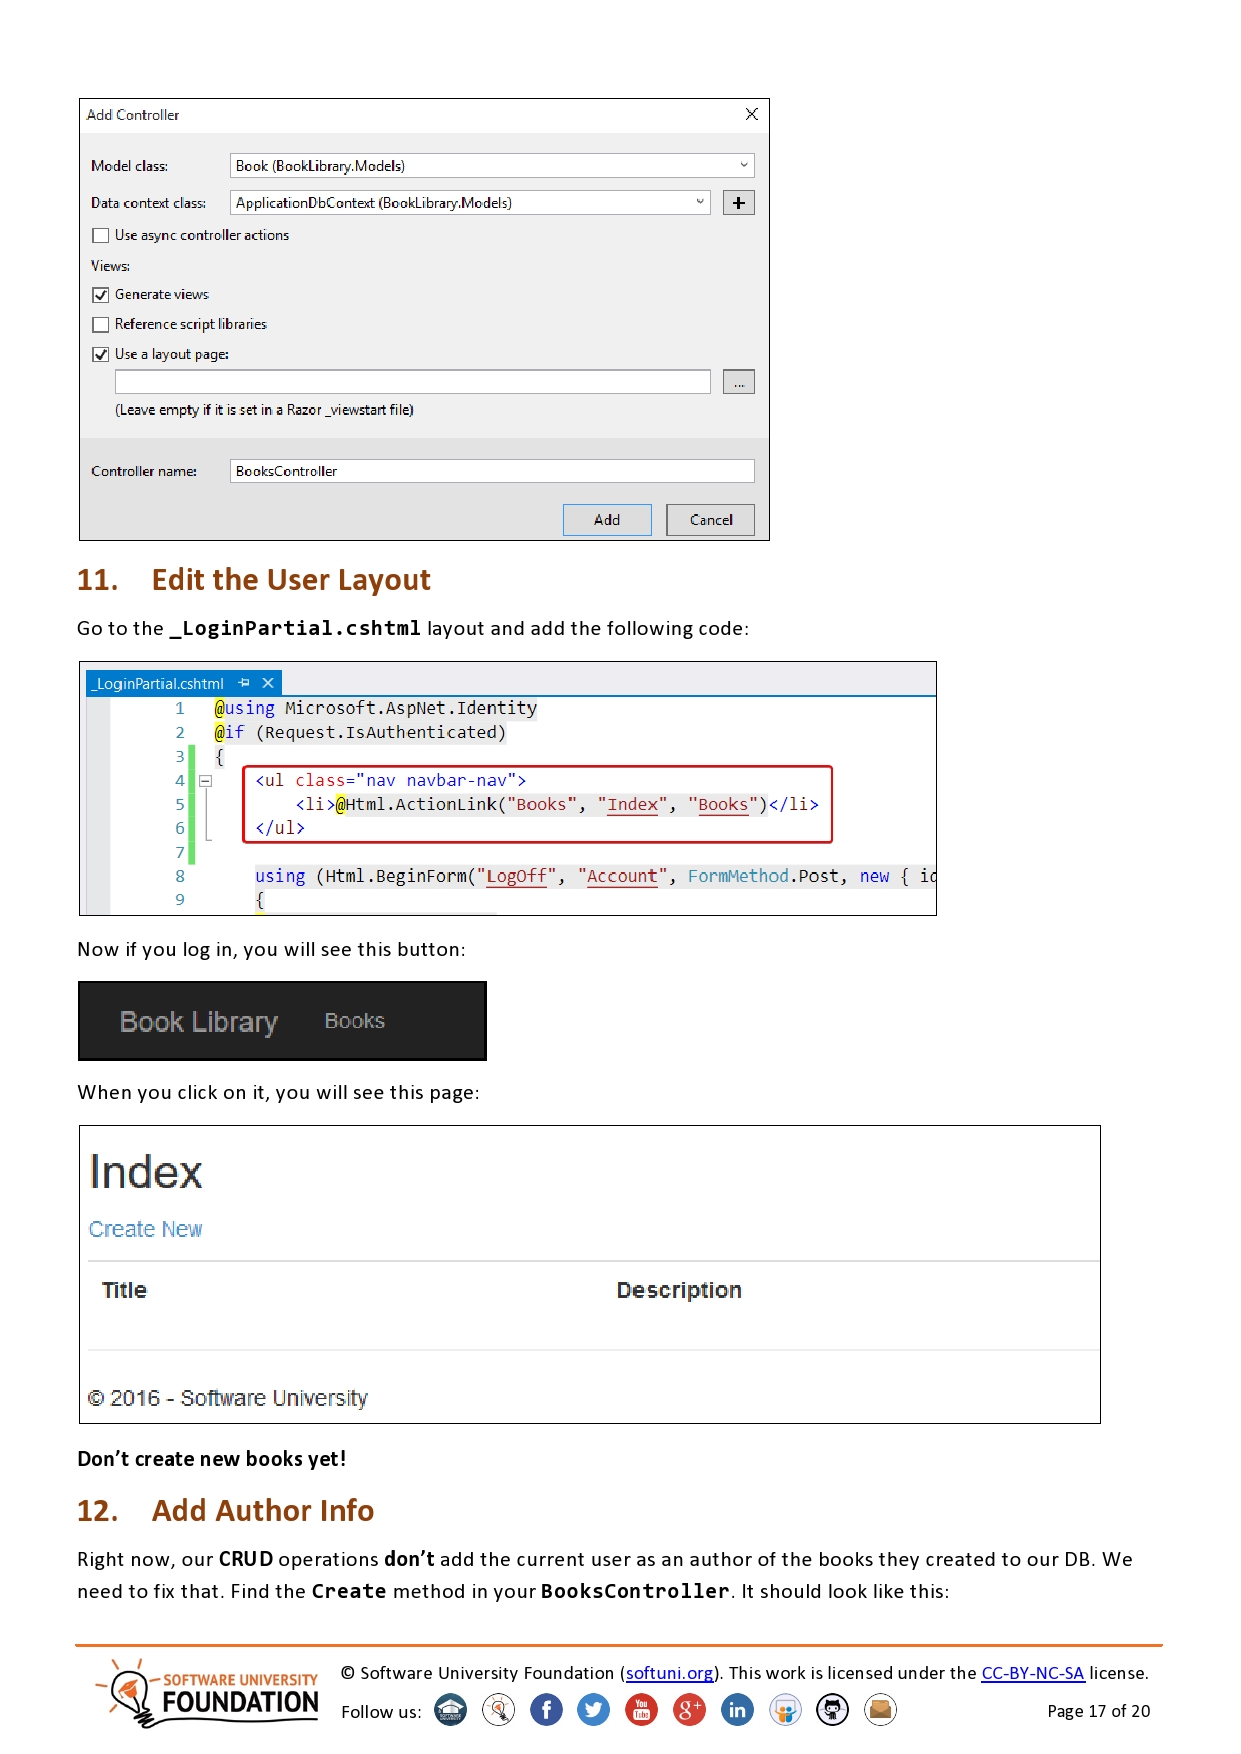 Add Controller
Model class: Book (BookLibrary.Models)
Data context class: ApplicationDbContext (BookLibrary.Models) +
Use async controller actions
Views:
Generate views
Reference script libraries
Use a layout page:
...
(Leave empty if it is set in a Razor _viewstart file)
Controller name: BooksController
Add Cancel
11. Edit the User Layout
Go to the _LoginPartial.cshtml layout and add the following code:
_LoginPartial.cshtml
1 @using Microsoft.AspNet.Identity
2 @if (Request.IsAuthenticated)
3 {
4 <ul class="nav navbar-nav">
5 <li>@Html.ActionLink("Books", "Index", "Books")</li>
6 </ul>
7
8 using (Html.BeginForm("LogOff", "Account", FormMethod.Post, new { id
9 {
Now if you log in, you will see this button:
Book Library Books
When you click on it, you will see this page:
Index
Create New
Title Description
© 2016 - Software University
Don't create new books yet!
12. Add Author Info
Right now, our CRUD operations don't add the current user as an author of the books they created to our DB. We
need to fix that. Find the Create method in your BooksController. It should look like this:
SOFTWARE UNIVERSITY
FOUNDATION
© Software University Foundation (softuni.org). This work is licensed under the CC-BY-NC-SA license.
Follow us: f You Tube g+ in Page 17 of 20